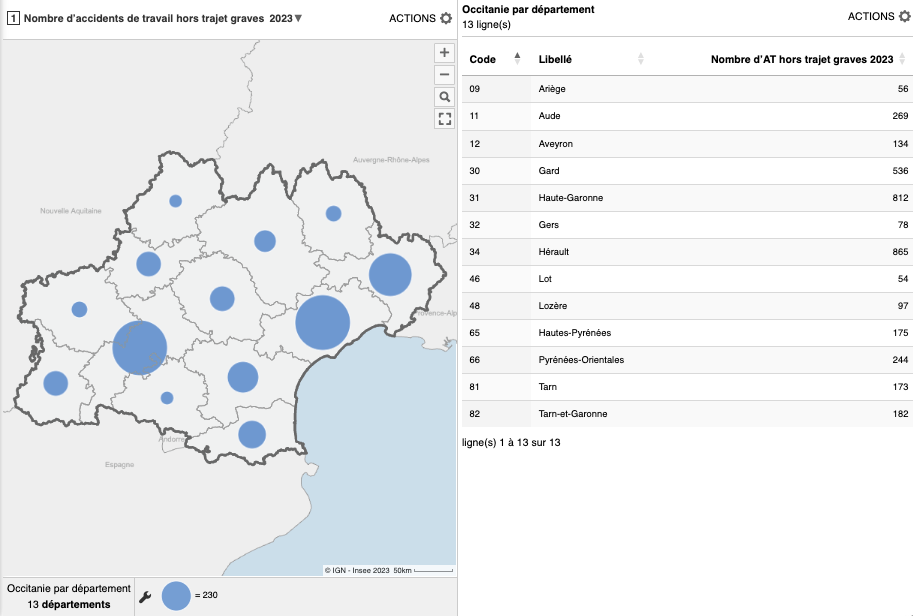 1 Nombre d'accidents de travail hors trajet graves 2023▼
ACTIONS
+
−
Auvergne-Rhône-Alpes
Nouvelle Aquitaine
Provence-Alp
Andorre
Espagne
© IGN - Insee 2023 50km
Occitanie par département
13 départements
= 230
Occitanie par département
13 ligne(s)
ACTIONS
Code Libellé Nombre d'AT hors trajet graves 2023
09 Ariège 56
11 Aude 269
12 Aveyron 134
30 Gard 536
31 Haute-Garonne 812
32 Gers 78
34 Hérault 865
46 Lot 54
48 Lozère 97
65 Hautes-Pyrénées 175
66 Pyrénées-Orientales 244
81 Tarn 173
82 Tarn-et-Garonne 182
ligne(s) 1 à 13 sur 13